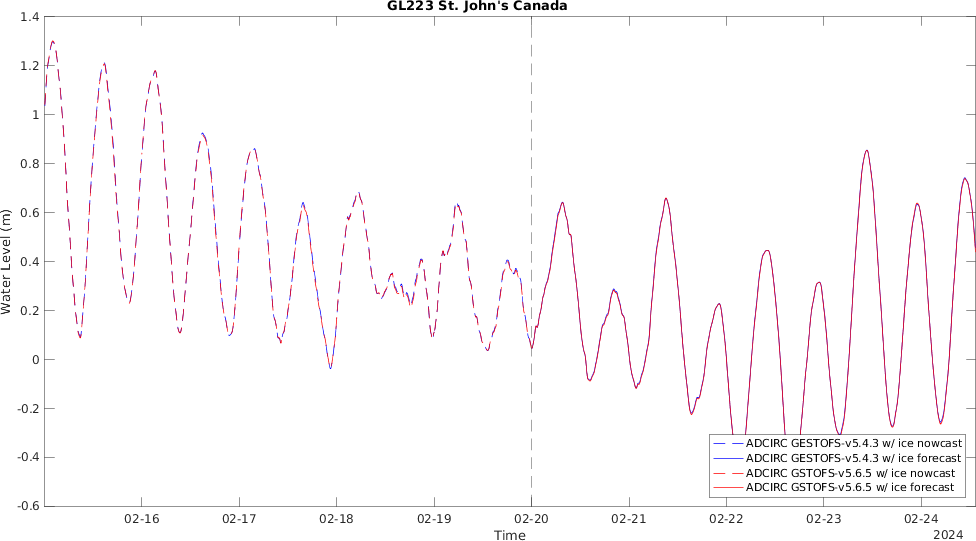 GL223 St. John's Canada
Water Level (m)
1.4
1.2
1
0.8
0.6
0.4
0.2
0
-0.2
-0.4
-0.6
ADCIRC GESTOFS-v5.4.3 w/ ice nowcast
ADCIRC GESTOFS-v5.4.3 w/ ice forecast
ADCIRC GSTOFS-v5.6.5 w/ ice nowcast
ADCIRC GSTOFS-v5.6.5 w/ ice forecast
02-16 02-17 02-18 02-19 02-20 02-21 02-22 02-23 02-24
Time
2024